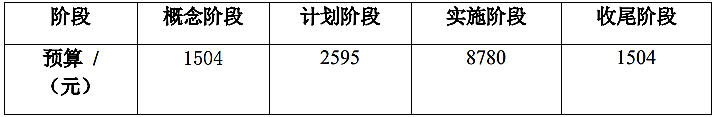 阶段 概念阶段 计划阶段 实施阶段 收尾阶段
预算 / 1504 2595 8780 1504
（元）